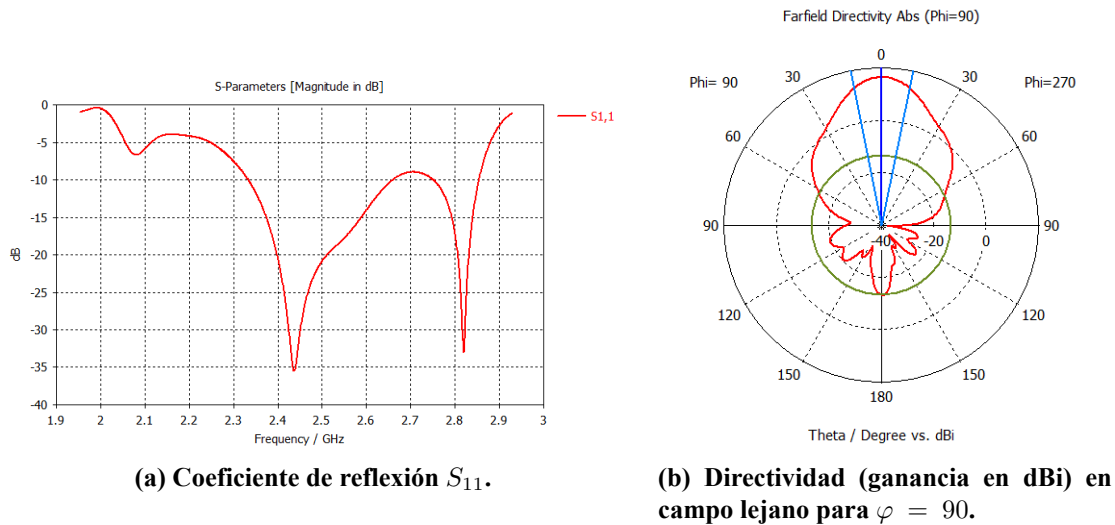 S-Parameters [Magnitude in dB]
0
-5
-10
-15
-20
-25
-30
-35
-40
dB
1.9 2 2.1 2.2 2.3 2.4 2.5 2.6 2.7 2.8 2.9 3
Frequency / GHz
S1,1
(a) Coeficiente de reflexión S₁₁.
Farfield Directivity Abs (Phi=90)
0
Phi= 90 30 30 Phi=270
60 60
90 -40 -20 0 90
120 120
150 150
180
Theta / Degree vs. dBi
(b) Directividad (ganancia en dBi) en
campo lejano para φ = 90.